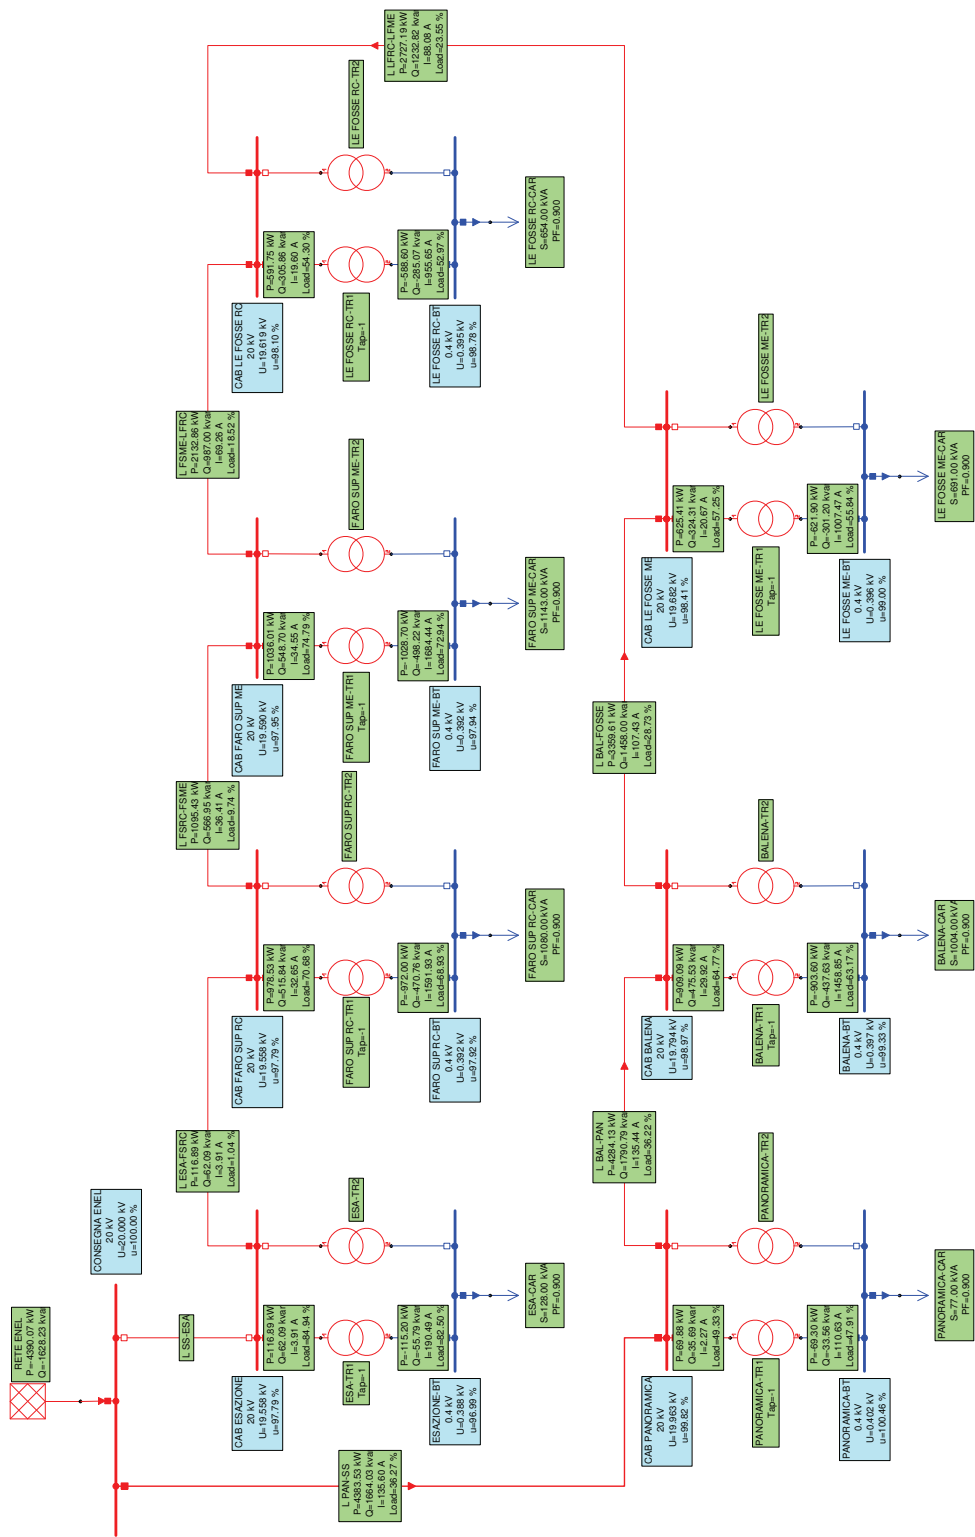 RETE ENEL
P=-4390.07 kW
Q=-1628.23 kvar
CONSEGNA ENEL
20 kV
U=20.000 kV
u=100.00 %
L SS-ESA
L PAN-SS
P=4383.53 kW
Q=1664.03 kvar
I=135.60 A
Load=36.27 %
CAB ESAZIONE
20 kV
U=19.558 kV
u=97.79 %
P=116.89 kW
Q=62.09 kvar
I=3.91 A
Load=84.94 %
ESA-TR1
Tap=-1
ESA-TR2
P=-115.20 kW
Q=-55.79 kvar
I=190.49 A
Load=82.50 %
ESAZIONE-BT
0.4 kV
U=0.388 kV
u=96.99 %
ESA-CAR
S=128.00 kVA
PF=0.900
L ESA-FSRC
P=116.89 kW
Q=62.09 kvar
I=3.91 A
Load=1.04 %
CAB FARO SUP RC
20 kV
U=19.558 kV
u=97.79 %
P=978.53 kW
Q=515.84 kvar
I=32.65 A
Load=70.68 %
FARO SUP RC-TR1
Tap=-1
FARO SUP RC-TR2
P=-972.00 kW
Q=-470.76 kvar
I=1591.93 A
Load=68.93 %
FARO SUP RC-BT
0.4 kV
U=0.392 kV
u=97.92 %
FARO SUP RC-CAR
S=1080.00 kVA
PF=0.900
L FSRC-FSME
P=1095.43 kW
Q=566.95 kvar
I=36.41 A
Load=9.74 %
CAB FARO SUP ME
20 kV
U=19.590 kV
u=97.95 %
P=1036.01 kW
Q=548.70 kvar
I=34.55 A
Load=74.79 %
FARO SUP ME-TR1
Tap=-1
FARO SUP ME-TR2
P=-1028.70 kW
Q=-498.22 kvar
I=1684.44 A
Load=72.94 %
FARO SUP ME-BT
0.4 kV
U=0.392 kV
u=97.94 %
FARO SUP ME-CAR
S=1143.00 kVA
PF=0.900
L FSME-LFRC
P=2132.86 kW
Q=987.00 kvar
I=69.26 A
Load=18.52 %
CAB LE FOSSE RC
20 kV
U=19.619 kV
u=98.10 %
P=591.75 kW
Q=305.86 kvar
I=19.60 A
Load=54.30 %
LE FOSSE RC-TR1
Tap=-1
LE FOSSE RC-TR2
P=-588.60 kW
Q=-285.07 kvar
I=955.65 A
Load=52.97 %
LE FOSSE RC-BT
0.4 kV
U=0.395 kV
u=98.78 %
LE FOSSE RC-CAR
S=654.00 kVA
PF=0.900
L LFRC-LFME
P=2727.19 kW
Q=1232.82 kvar
I=88.08 A
Load=23.55 %
CAB PANORAMICA
20 kV
U=19.963 kV
u=99.82 %
P=69.88 kW
Q=35.69 kvar
I=2.27 A
Load=49.33 %
PANORAMICA-TR1
Tap=-1
PANORAMICA-TR2
P=-69.30 kW
Q=-33.56 kvar
I=110.63 A
Load=47.91 %
PANORAMICA-BT
0.4 kV
U=0.402 kV
u=100.46 %
PANORAMICA-CAR
S=77.00 kVA
PF=0.900
L BAL-PAN
P=4284.13 kW
Q=1790.79 kvar
I=135.44 A
Load=36.22 %
CAB BALENA
20 kV
U=19.794 kV
u=98.97 %
P=909.09 kW
Q=475.53 kvar
I=29.92 A
Load=64.77 %
BALENA-TR1
Tap=-1
BALENA-TR2
P=-903.60 kW
Q=-437.63 kvar
I=1458.85 A
Load=63.17 %
BALENA-BT
0.4 kV
U=0.397 kV
u=99.33 %
BALENA-CAR
S=1004.00 kVA
PF=0.900
L BAL-FOSSE
P=3359.61 kW
Q=1458.00 kvar
I=107.43 A
Load=28.73 %
CAB LE FOSSE ME
20 kV
U=19.682 kV
u=98.41 %
P=625.41 kW
Q=324.31 kvar
I=20.67 A
Load=57.25 %
LE FOSSE ME-TR1
Tap=-1
LE FOSSE ME-TR2
P=-621.90 kW
Q=-301.20 kvar
I=1007.47 A
Load=55.84 %
LE FOSSE ME-BT
0.4 kV
U=0.396 kV
u=99.00 %
LE FOSSE ME-CAR
S=691.00 kVA
PF=0.900